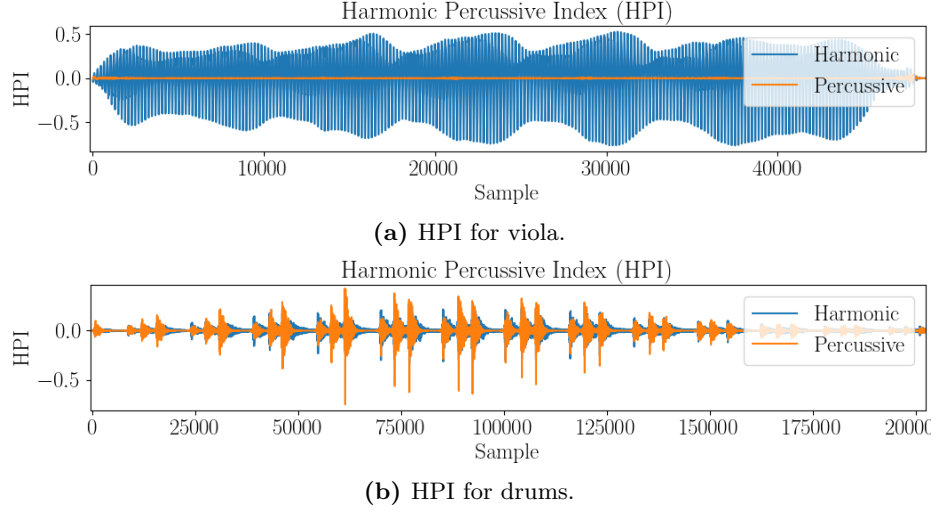 Harmonic Percussive Index (HPI)
0.5
0.0
−0.5
HPI
Harmonic
Percussive
0 10000 20000 30000 40000
Sample
(a) HPI for viola.
Harmonic Percussive Index (HPI)
0.0
−0.5
HPI
Harmonic
Percussive
0 25000 50000 75000 100000 125000 150000 175000 20000
Sample
(b) HPI for drums.